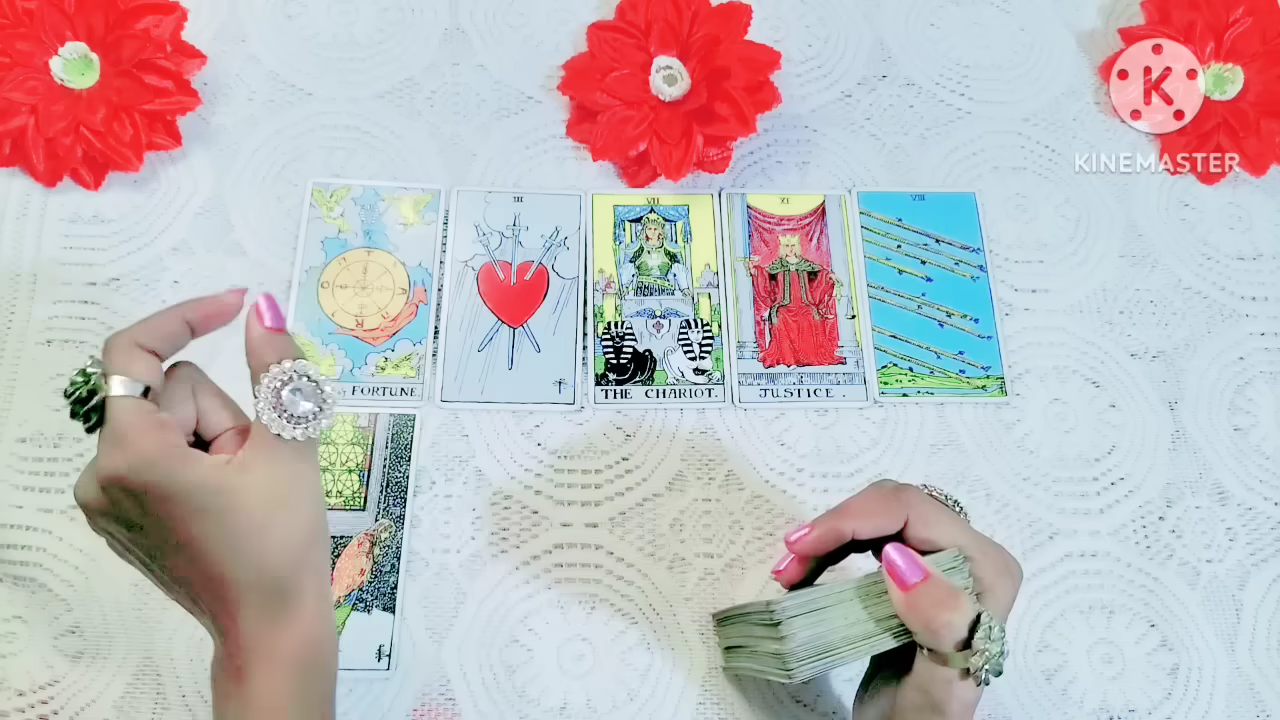 K
KINEMASTER
III
VII
XI
VIII
T
A
R
O
FORTUNE.
THE CHARIOT.
JUSTICE.